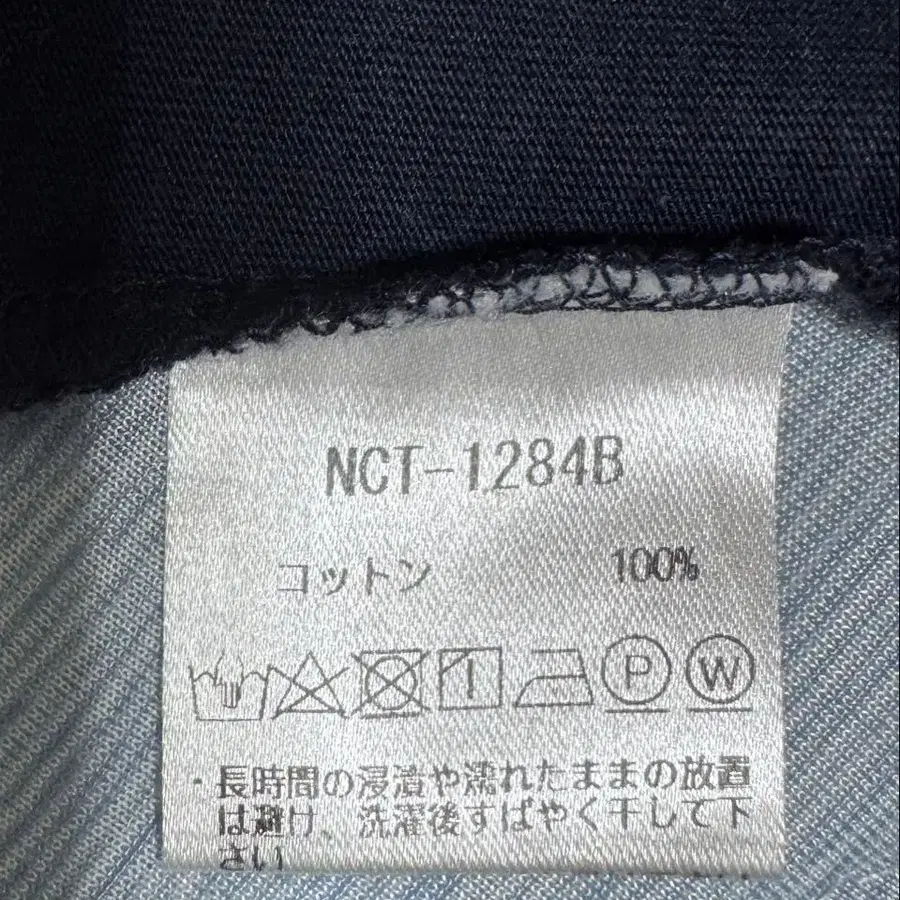 NCT-1284B
コットン 100%
P W
・長時間の浸漬や濡れたままの放置
は避け、洗濯後すばやく干して下
さい